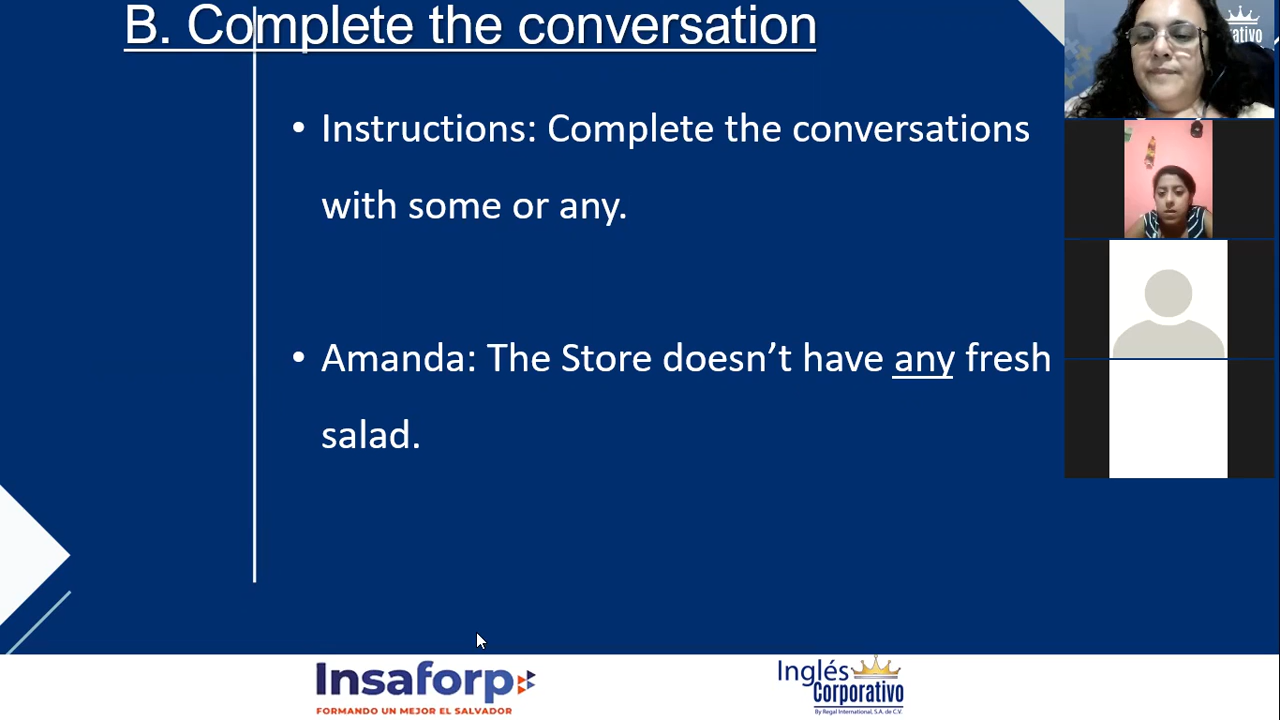 B. Complete the conversation
• Instructions: Complete the conversations
with some or any.
• Amanda: The Store doesn’t have any fresh
salad.
Insaforp
FORMANDO UN MEJOR EL SALVADOR
Inglés
Corporativo
By Regal International, S.A. de C.V.